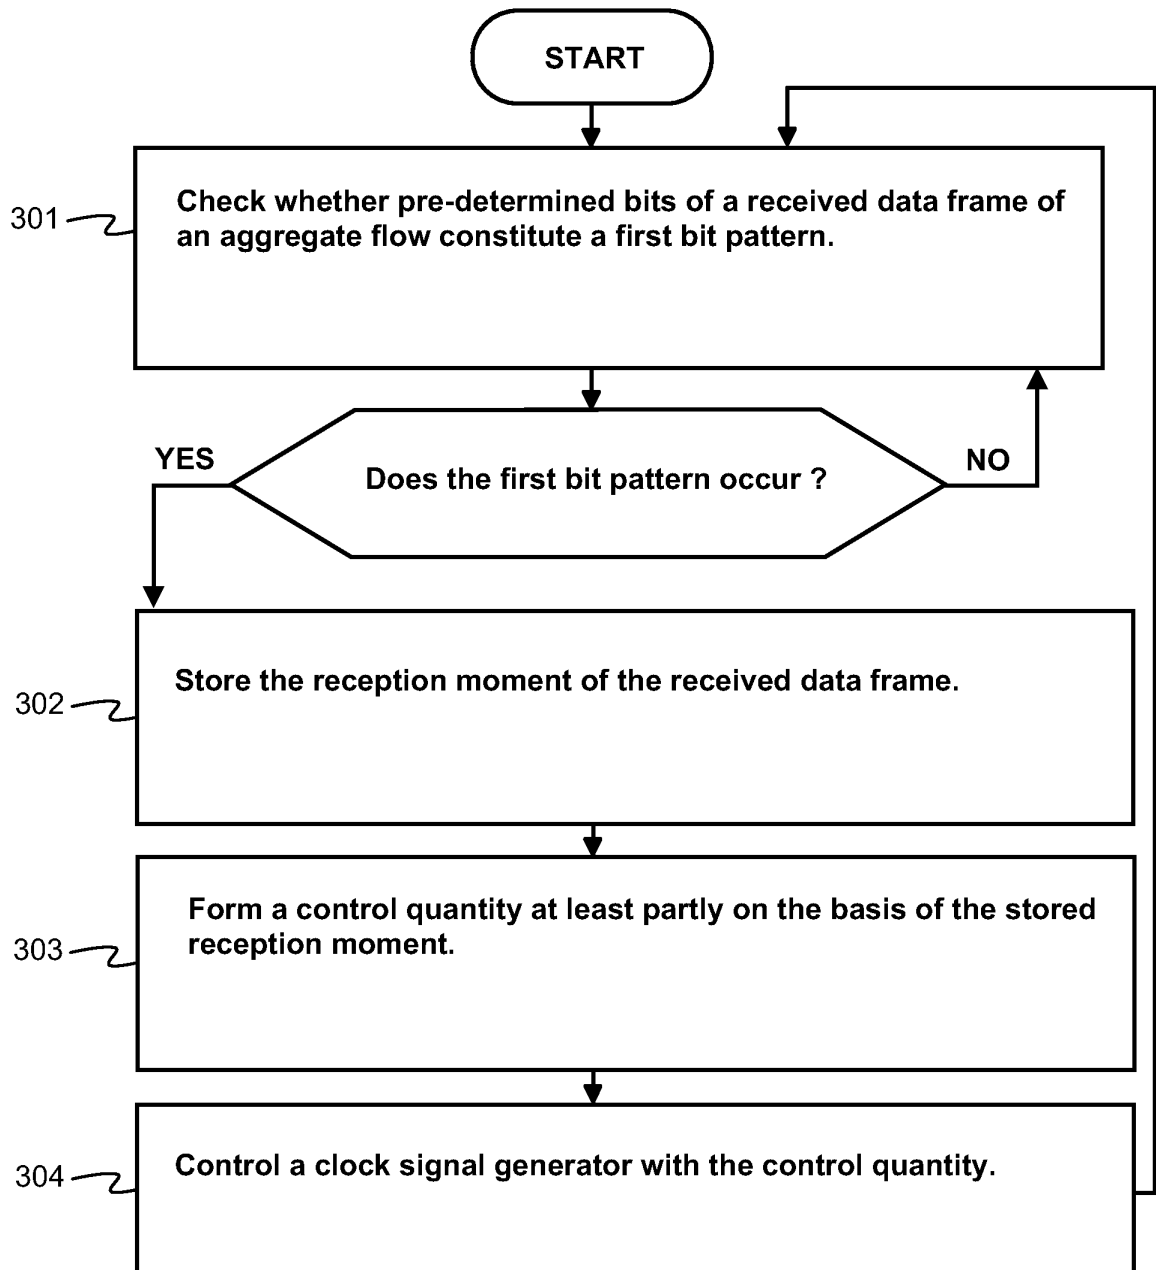 START
301
Check whether pre-determined bits of a received data frame of
an aggregate flow constitute a first bit pattern.
YES
Does the first bit pattern occur ?
NO
302
Store the reception moment of the received data frame.
303
Form a control quantity at least partly on the basis of the stored
reception moment.
304
Control a clock signal generator with the control quantity.